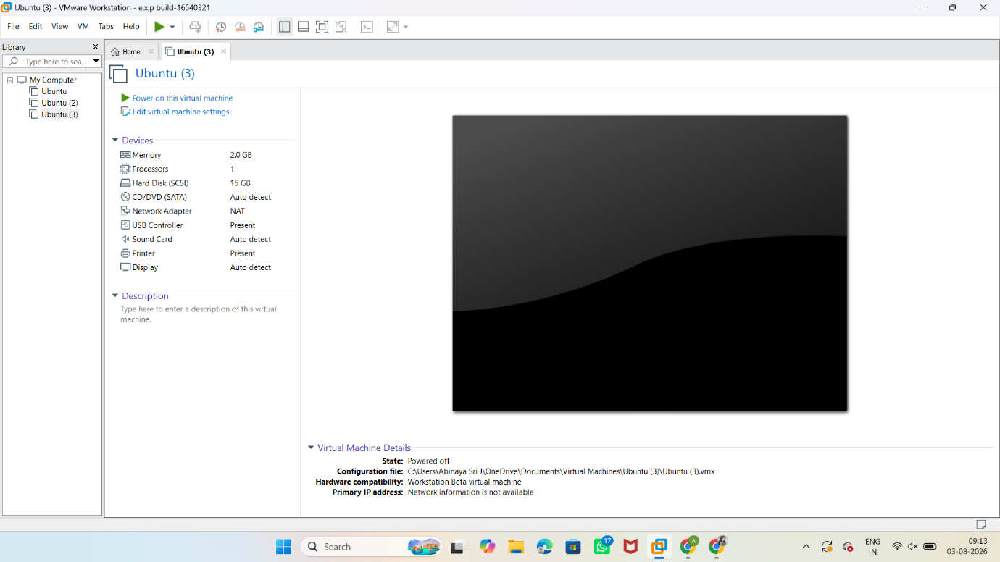 Ubuntu (3) - VMware Workstation - e.x.p build-16540321
File Edit View VM Tabs Help
Library
Type here to sea...
My Computer
Ubuntu
Ubuntu (2)
Ubuntu (3)
Home
Ubuntu (3)
Ubuntu (3)
Power on this virtual machine
Edit virtual machine settings
Devices
Memory 2.0 GB
Processors 1
Hard Disk (SCSI) 15 GB
CD/DVD (SATA) Auto detect
Network Adapter NAT
USB Controller Present
Sound Card Auto detect
Printer Present
Display Auto detect
Description
Type here to enter a description of this virtual
machine.
Virtual Machine Details
State: Powered off
Configuration file: C:\Users\Abinaya Sri J\OneDrive\Documents\Virtual Machines\Ubuntu (3)\Ubuntu (3).vmx
Hardware compatibility: Workstation Beta virtual machine
Primary IP address: Network information is not available
Search
17
A
ENG
IN
09:13
03-08-2026